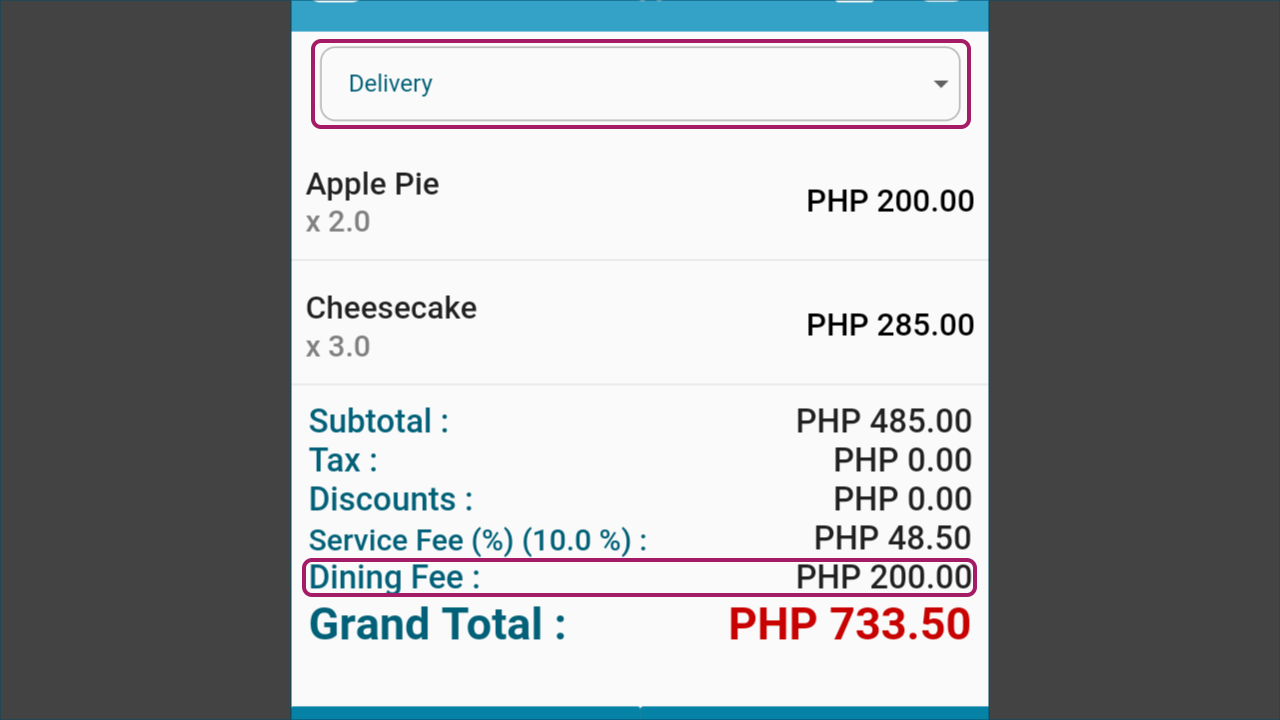 Delivery
Apple Pie
PHP 200.00
x 2.0
Cheesecake
PHP 285.00
x 3.0
Subtotal : PHP 485.00
Tax : PHP 0.00
Discounts : PHP 0.00
Service Fee (%) (10.0 %) : PHP 48.50
Dining Fee : PHP 200.00
Grand Total : PHP 733.50